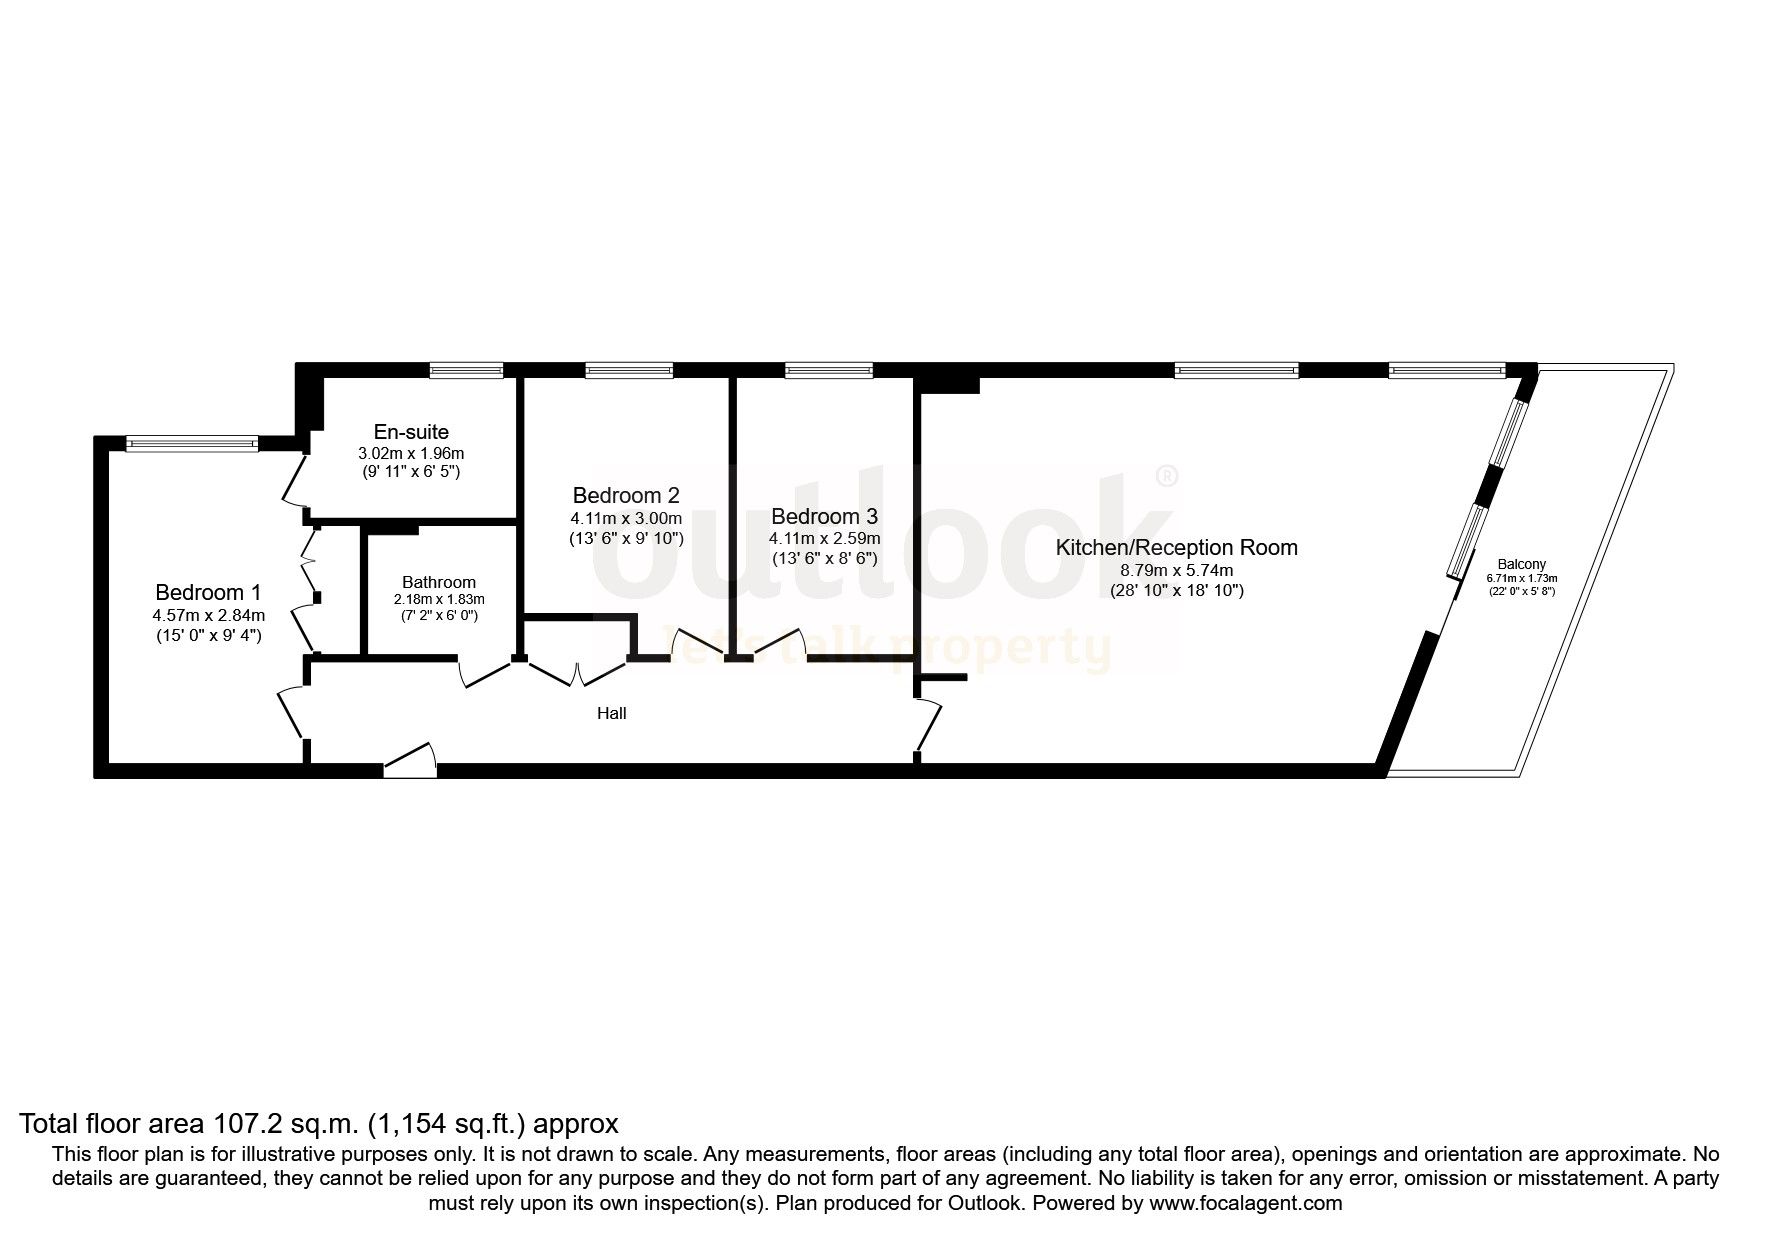 En-suite
3.02m x 1.96m
(9' 11" x 6' 5")
Bedroom 2
4.11m x 3.00m
(13' 6" x 9' 10")
Bedroom 3
4.11m x 2.59m
(13' 6" x 8' 6")
Kitchen/Reception Room
8.79m x 5.74m
(28' 10" x 18' 10")
Balcony
6.71m x 1.73m
(22' 0" x 5' 8")
Bedroom 1
4.57m x 2.84m
(15' 0" x 9' 4")
Bathroom
2.18m x 1.83m
(7' 2" x 6' 0")
Hall
outlook®
let's talk property
Total floor area 107.2 sq.m. (1,154 sq.ft.) approx
This floor plan is for illustrative purposes only. It is not drawn to scale. Any measurements, floor areas (including any total floor area), openings and orientation are approximate. No
details are guaranteed, they cannot be relied upon for any purpose and they do not form part of any agreement. No liability is taken for any error, omission or misstatement. A party
must rely upon its own inspection(s). Plan produced for Outlook. Powered by www.focalagent.com